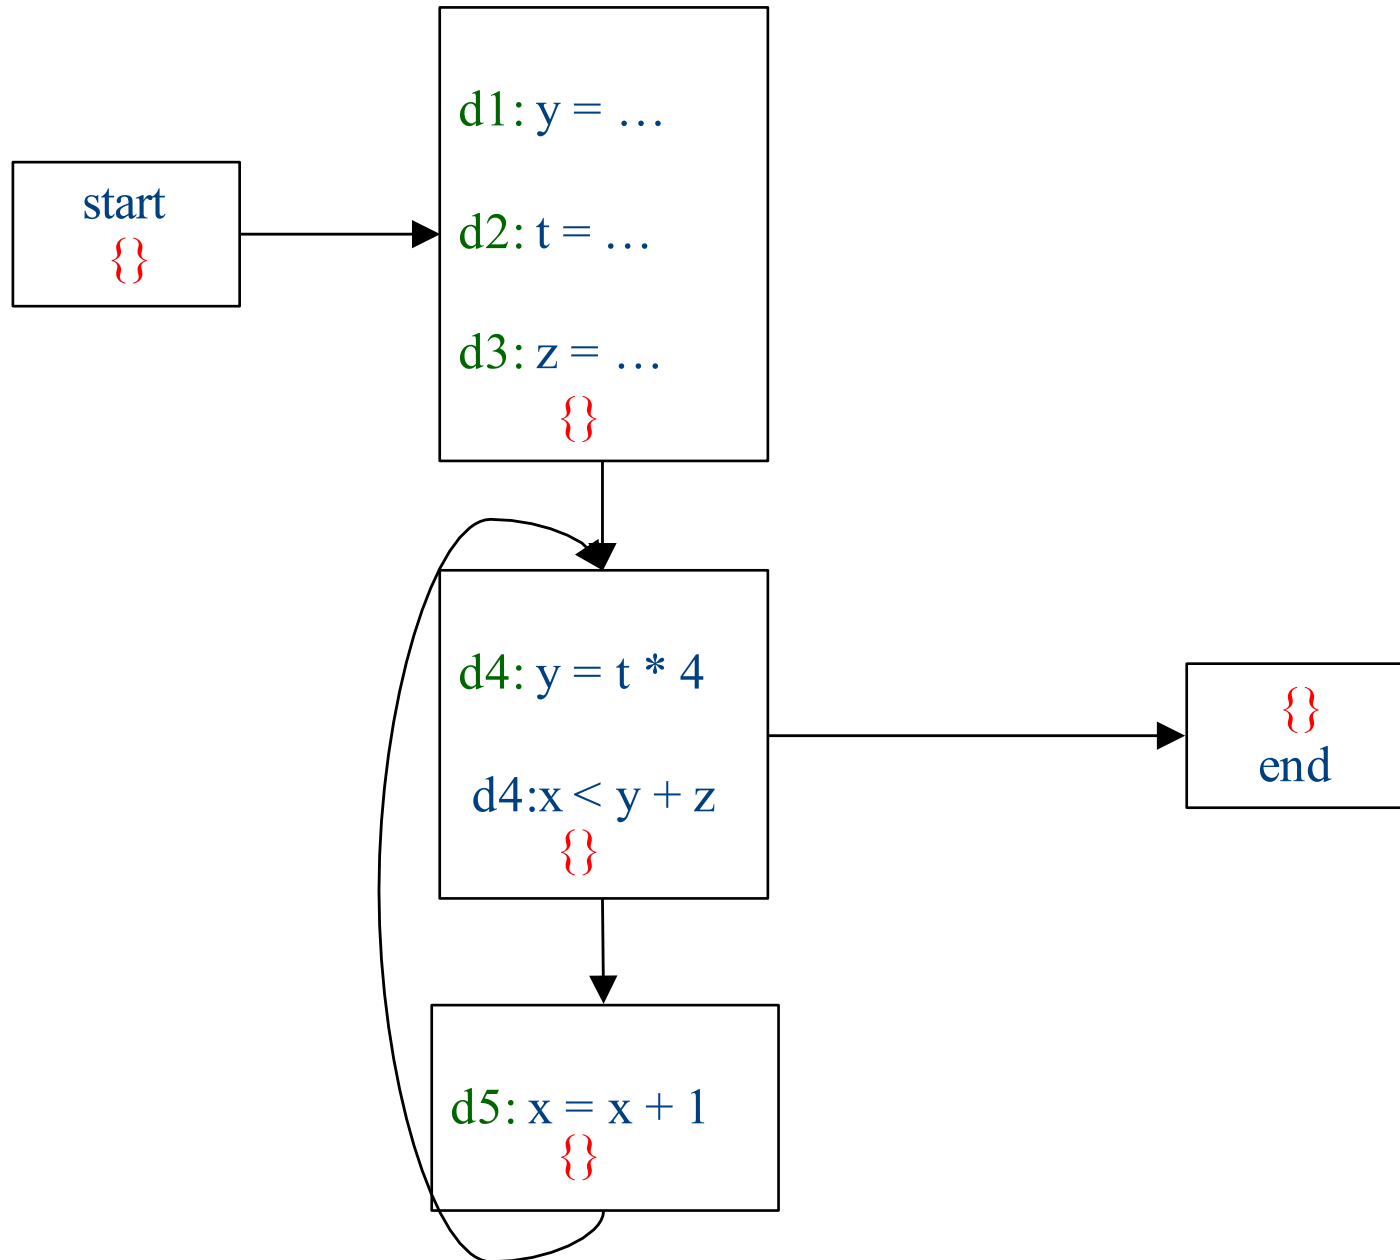 start
{}
d1: y = …
d2: t = …
d3: z = …
{}
d4: y = t * 4
d4:x < y + z
{}
{}
end
d5: x = x + 1
{}